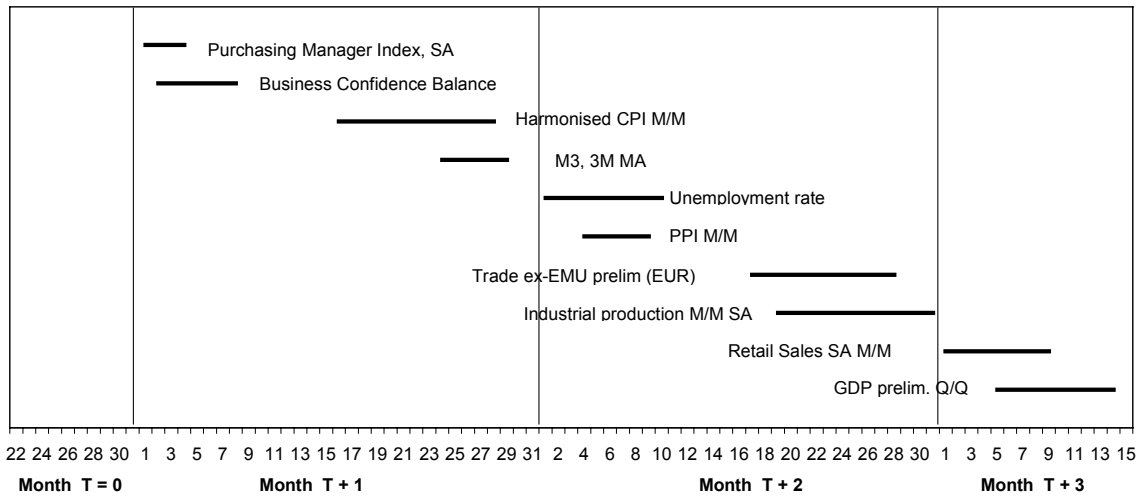 Purchasing Manager Index, SA
Business Confidence Balance
Harmonised CPI M/M
M3, 3M MA
Unemployment rate
PPI M/M
Trade ex-EMU prelim (EUR)
Industrial production M/M SA
Retail Sales SA M/M
GDP prelim. Q/Q
22 24 26 28 30 1 3 5 7 9 11 13 15 17 19 21 23 25 27 29 31 2 4 6 8 10 12 14 16 18 20 22 24 26 28 30 1 3 5 7 9 11 13 15
Month T = 0 Month T + 1 Month T + 2 Month T + 3